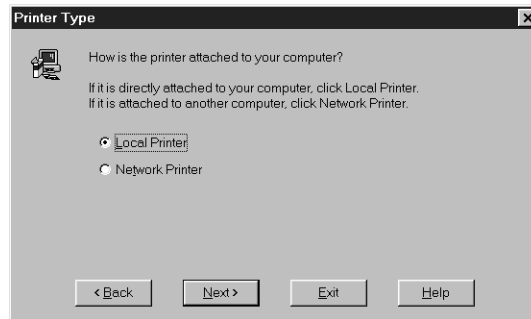 Printer Type
How is the printer attached to your computer?
If it is directly attached to your computer, click Local Printer.
If it is attached to another computer, click Network Printer.
Local Printer
Network Printer
< Back Next > Exit Help